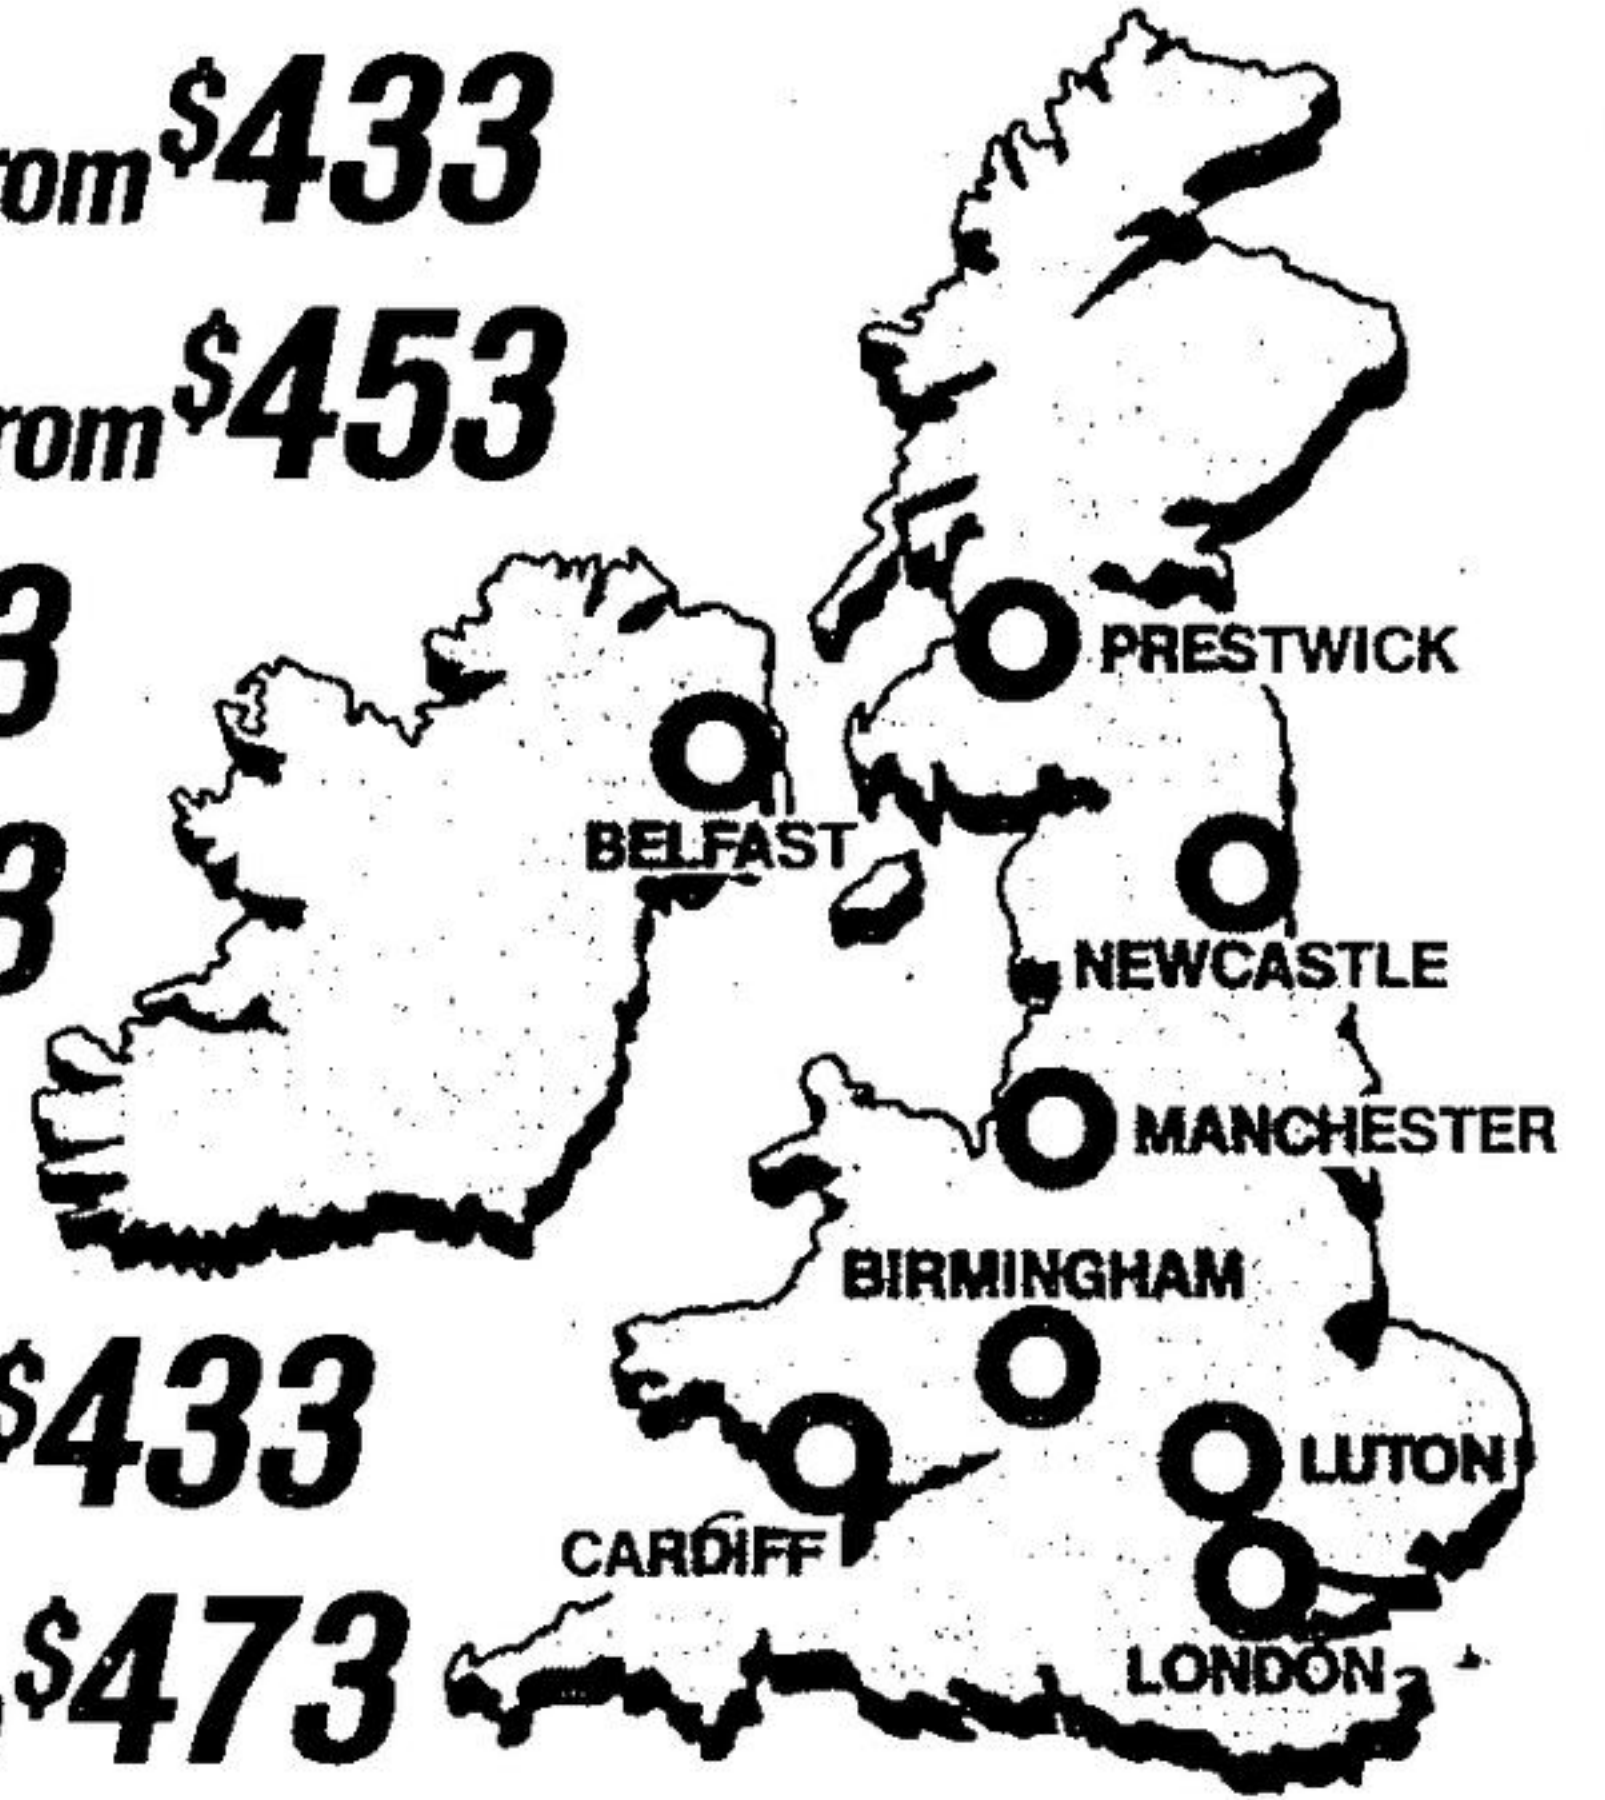 rom $433
rom $453
3
3
$433
$473
PRESTWICK
BELFAST
NEWCASTLE
MANCHESTER
BIRMINGHAM
LUTON
CARDIFF
LONDON